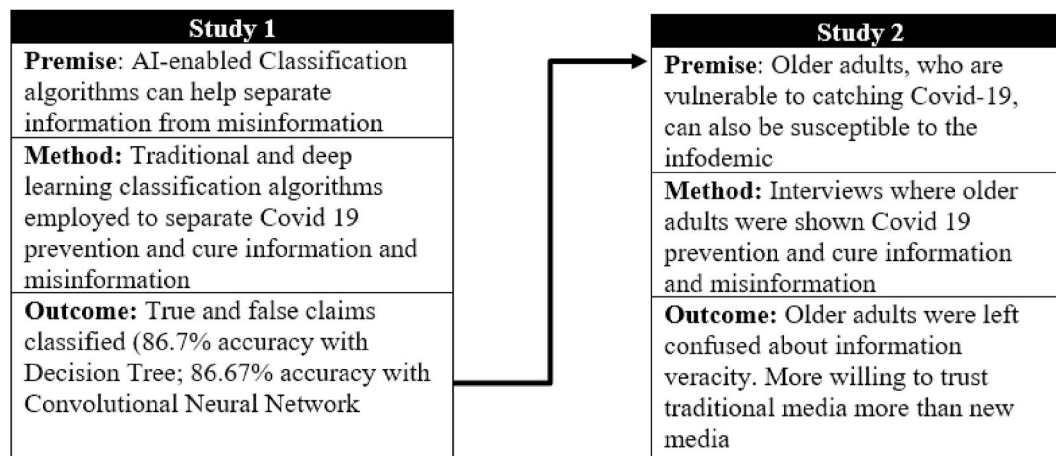 Study 1
Premise: AI-enabled Classification
algorithms can help separate
information from misinformation
Method: Traditional and deep
learning classification algorithms
employed to separate Covid 19
prevention and cure information and
misinformation
Outcome: True and false claims
classified (86.7% accuracy with
Decision Tree; 86.67% accuracy with
Convolutional Neural Network
Study 2
Premise: Older adults, who are
vulnerable to catching Covid-19,
can also be susceptible to the
infodemic
Method: Interviews where older
adults were shown Covid 19
prevention and cure information
and misinformation
Outcome: Older adults were left
confused about information
veracity. More willing to trust
traditional media more than new
media